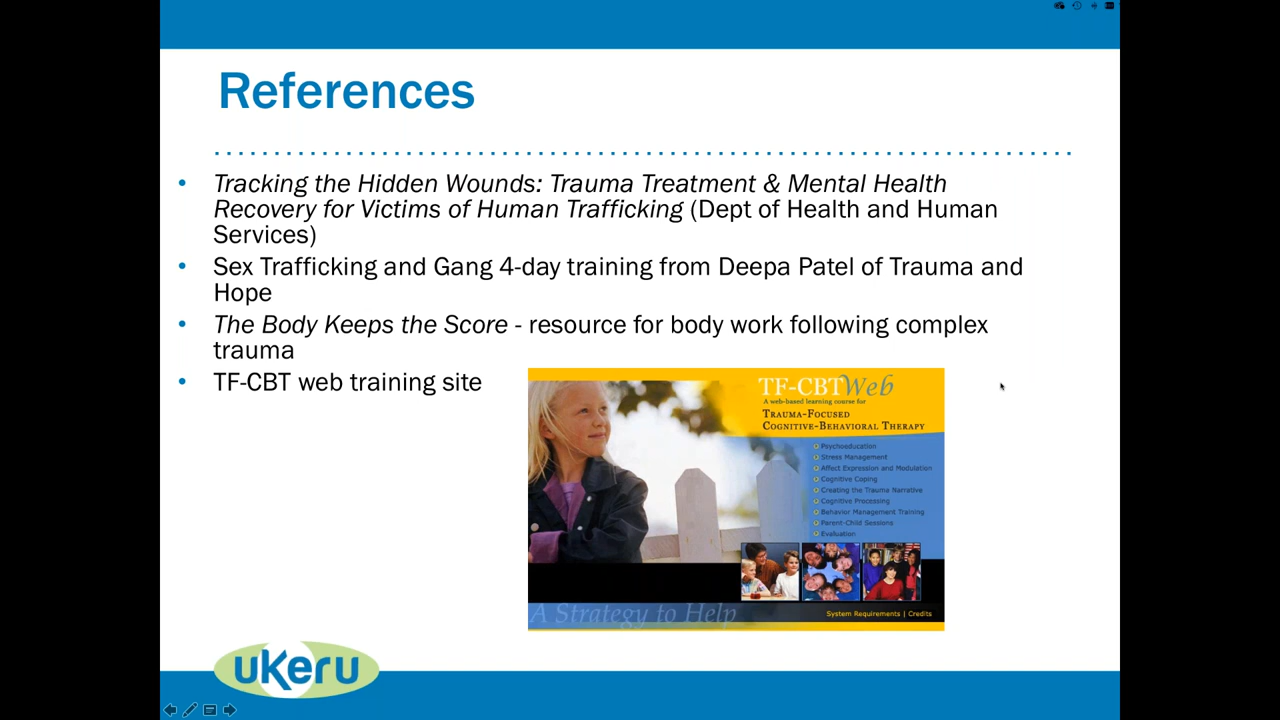 References
Tracking the Hidden Wounds: Trauma Treatment & Mental Health
Recovery for Victims of Human Trafficking (Dept of Health and Human
Services)
Sex Trafficking and Gang 4-day training from Deepa Patel of Trauma and
Hope
The Body Keeps the Score - resource for body work following complex
trauma
TF-CBT web training site
TF-CBTWeb
A web-based learning course for
TRAUMA-FOCUSED
COGNITIVE-BEHAVIORAL THERAPY
Psychoeducation
Stress Management
Affect Expression and Modulation
Cognitive Coping
Creating the Trauma Narrative
Cognitive Processing
Behavior Management Training
Parent-Child Sessions
Evaluation
A Strategy to Help
System Requirements | Credits
uKeru